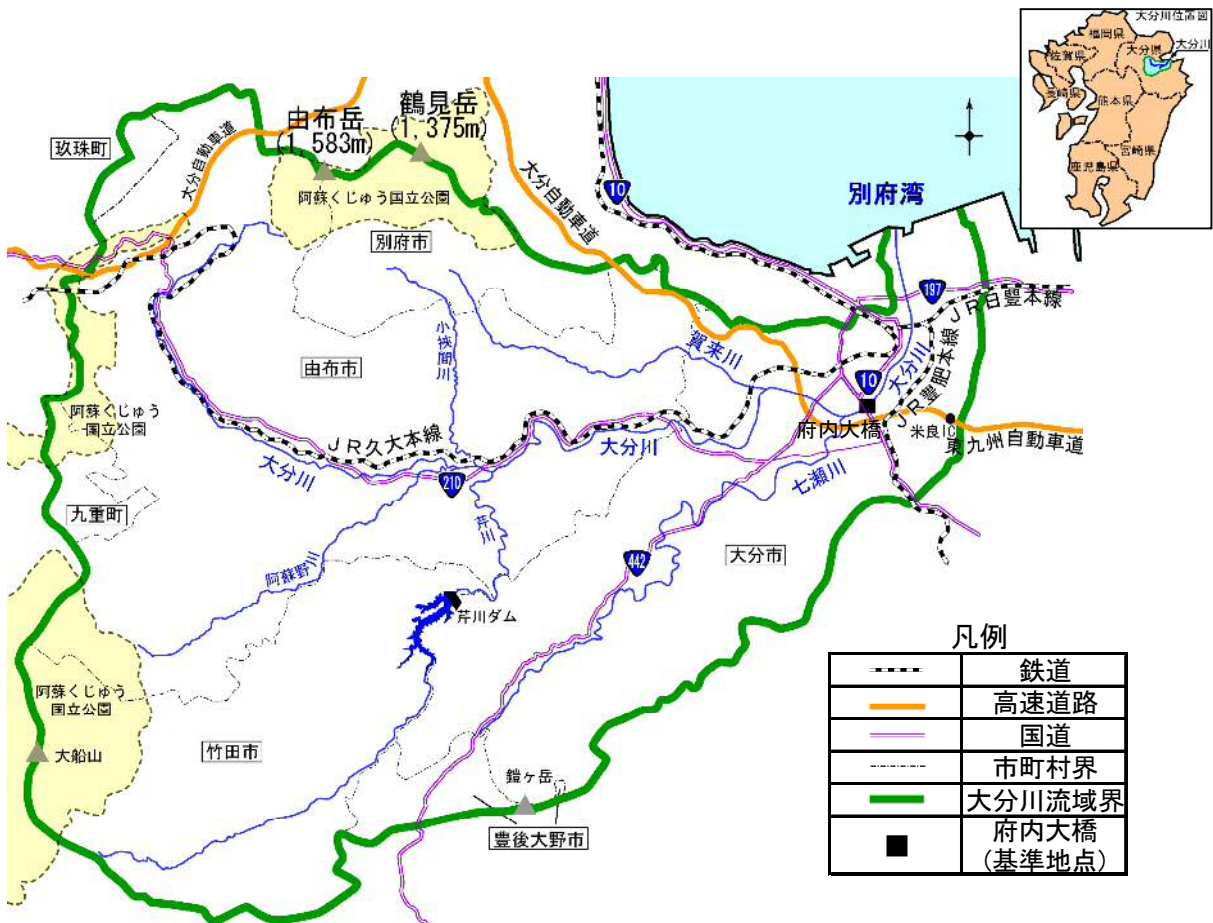 大分川位置図
福岡県
大分県
大分川
佐賀県
長崎県
熊本県
宮崎県
鹿児島県
鶴見岳
(1,375m)
由布岳
(1,583m)
玖珠町
大分自動車道
大分自動車道
阿蘇くじゅう国立公園
別府市
別府湾
10
197
JR日豊本線
小挟間川
賀来川
由布市
10
大分川
JR豊肥本線
阿蘇くじゅう
国立公園
JR久大本線
大分川
大分川
府内大橋
米良IC
東九州自動車道
210
七瀬川
九重町
芹川
442
大分市
阿蘇野川
芹川ダム
阿蘇くじゅう
国立公園
大船山
竹田市
鎧ヶ岳
豊後大野市
凡例
鉄道
高速道路
国道
市町村界
大分川流域界
府内大橋
(基準地点)